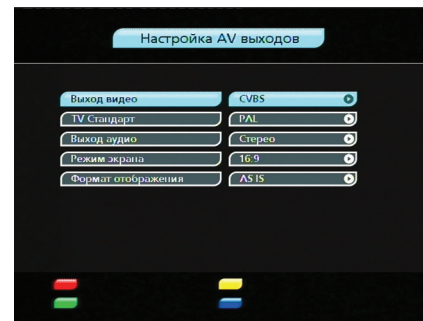 Настройка AV выходов
Выход видео CVBS
TV Стандарт PAL
Выход аудио Стерео
Режим экрана 16:9
Формат отображения AS IS